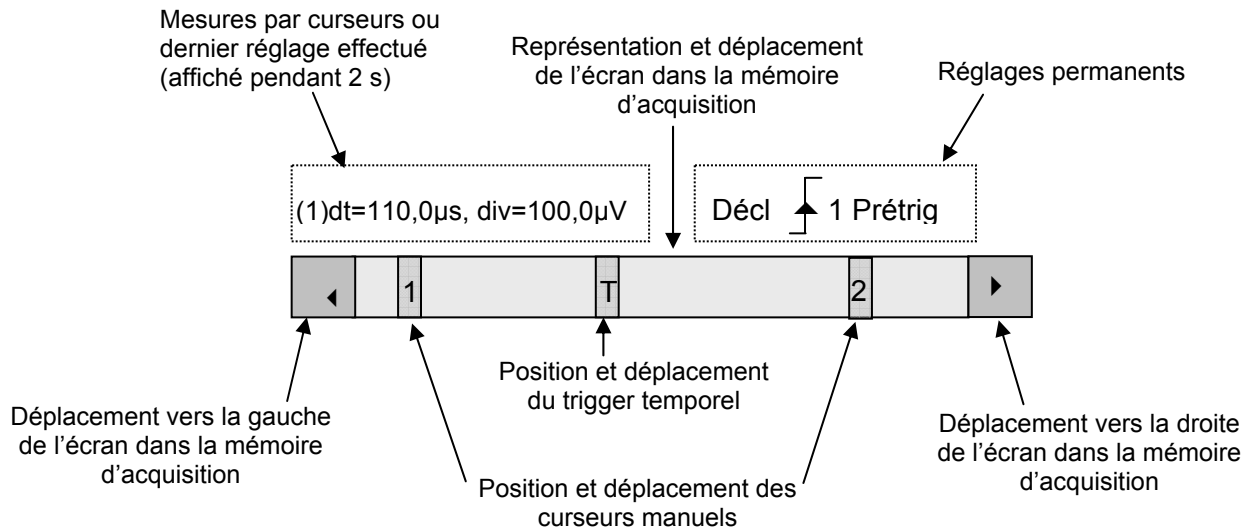 Mesures par curseurs ou
dernier réglage effectué
(affiché pendant 2 s)
Représentation et déplacement
de l'écran dans la mémoire
d'acquisition
Réglages permanents
(1)dt=110,0µs, div=100,0µV
Décl 1 Prétrig
1
T
2
Position et déplacement
du trigger temporel
Déplacement vers la gauche
de l'écran dans la mémoire
d'acquisition
Déplacement vers la droite
de l'écran dans la mémoire
d'acquisition
Position et déplacement des
curseurs manuels